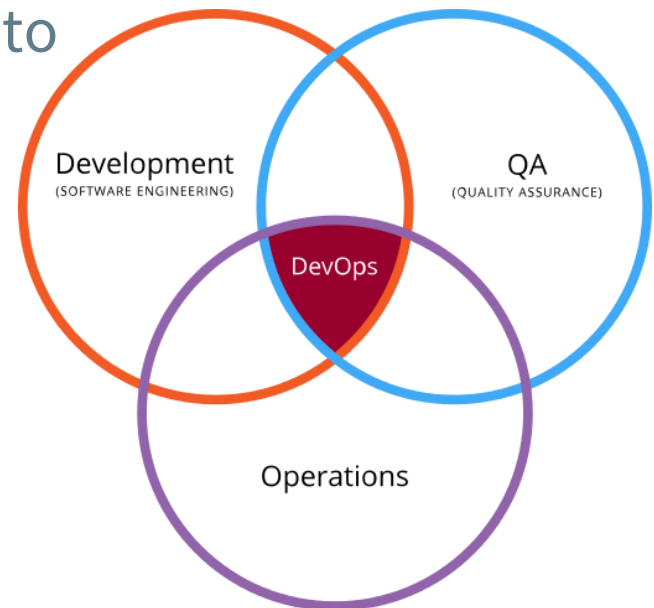 to
Development
(SOFTWARE ENGINEERING)
QA
(QUALITY ASSURANCE)
DevOps
Operations